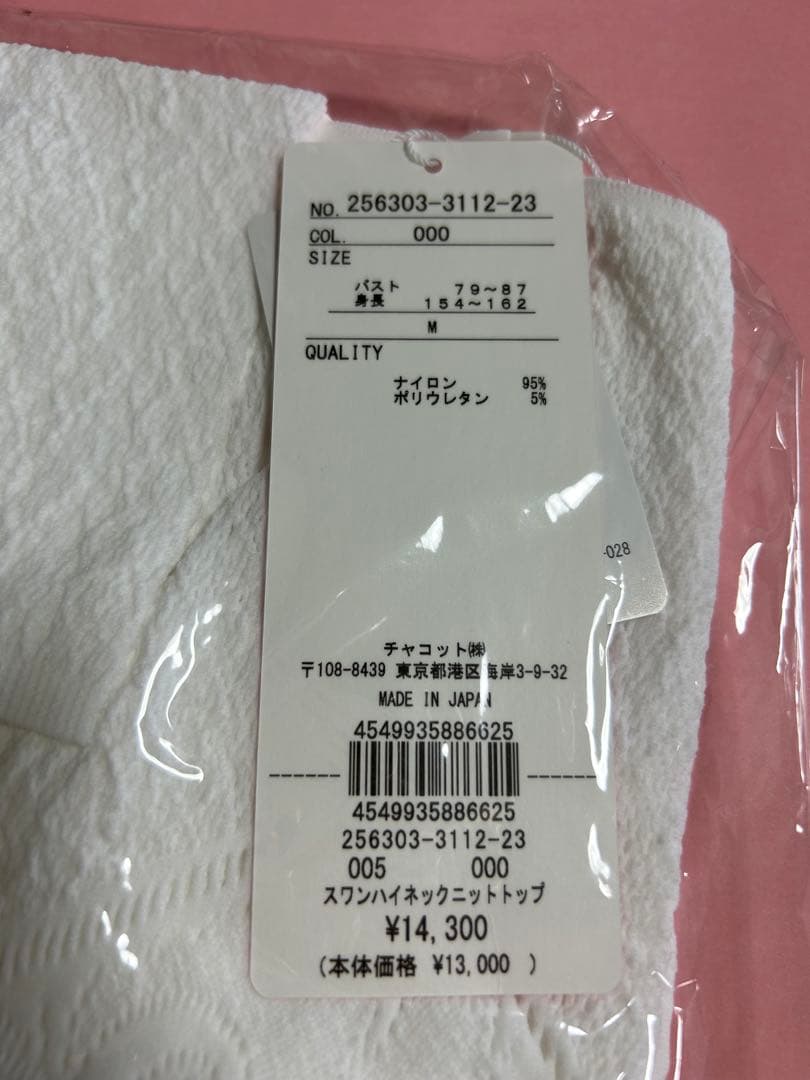 NO. 256303-3112-23
COL. 000
SIZE
バスト 79～87
身長 154～162
M
QUALITY
ナイロン 95%
ポリウレタン 5%
-028
チャコット㈱
〒108-8439 東京都港区海岸3-9-32
MADE IN JAPAN
4549935886625
4549935886625
256303-3112-23
005 000
スワンハイネックニットトップ
¥14,300
(本体価格 ¥13,000 )